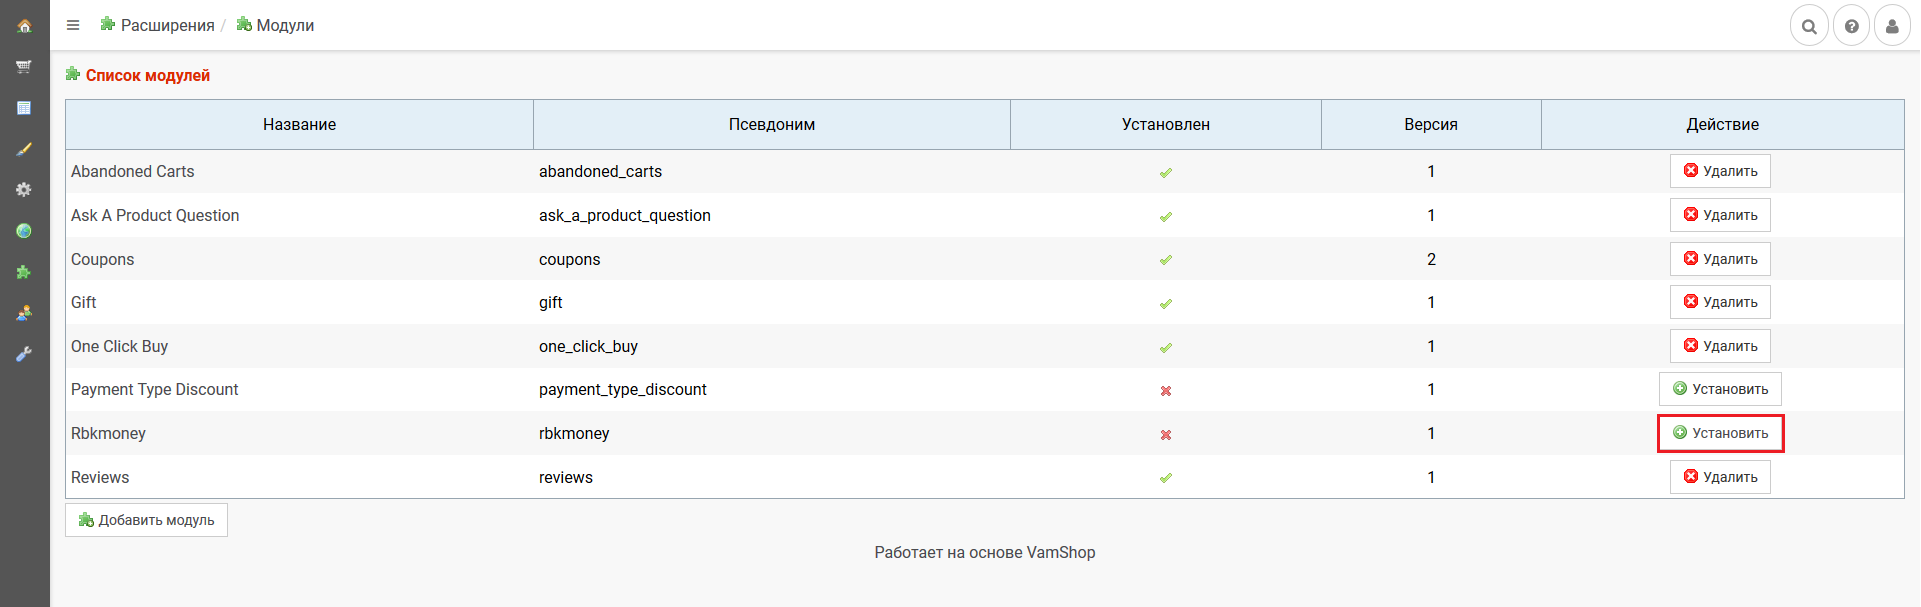 Расширения / Модули
Список модулей
Название Псевдоним Установлен Версия Действие
Abandoned Carts abandoned_carts 1 Удалить
Ask A Product Question ask_a_product_question 1 Удалить
Coupons coupons 2 Удалить
Gift gift 1 Удалить
One Click Buy one_click_buy 1 Удалить
Payment Type Discount payment_type_discount 1 Установить
Rbkmoney rbkmoney 1 Установить
Reviews reviews 1 Удалить
Добавить модуль
Работает на основе VamShop